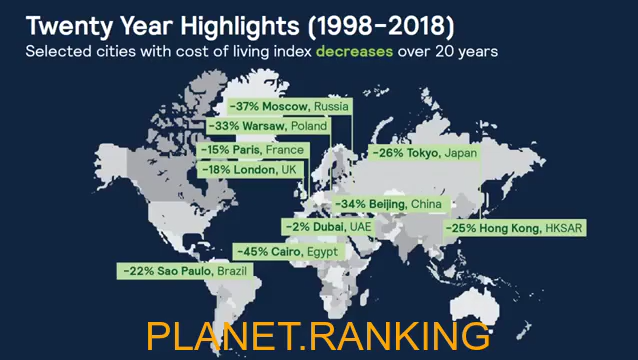 Twenty Year Highlights (1998–2018)
Selected cities with cost of living index decreases over 20 years
-37% Moscow, Russia
-33% Warsaw, Poland
-15% Paris, France
-26% Tokyo, Japan
-18% London, UK
-34% Beijing, China
-2% Dubai, UAE
-25% Hong Kong, HKSAR
-45% Cairo, Egypt
-22% Sao Paulo, Brazil
PLANET.RANKING